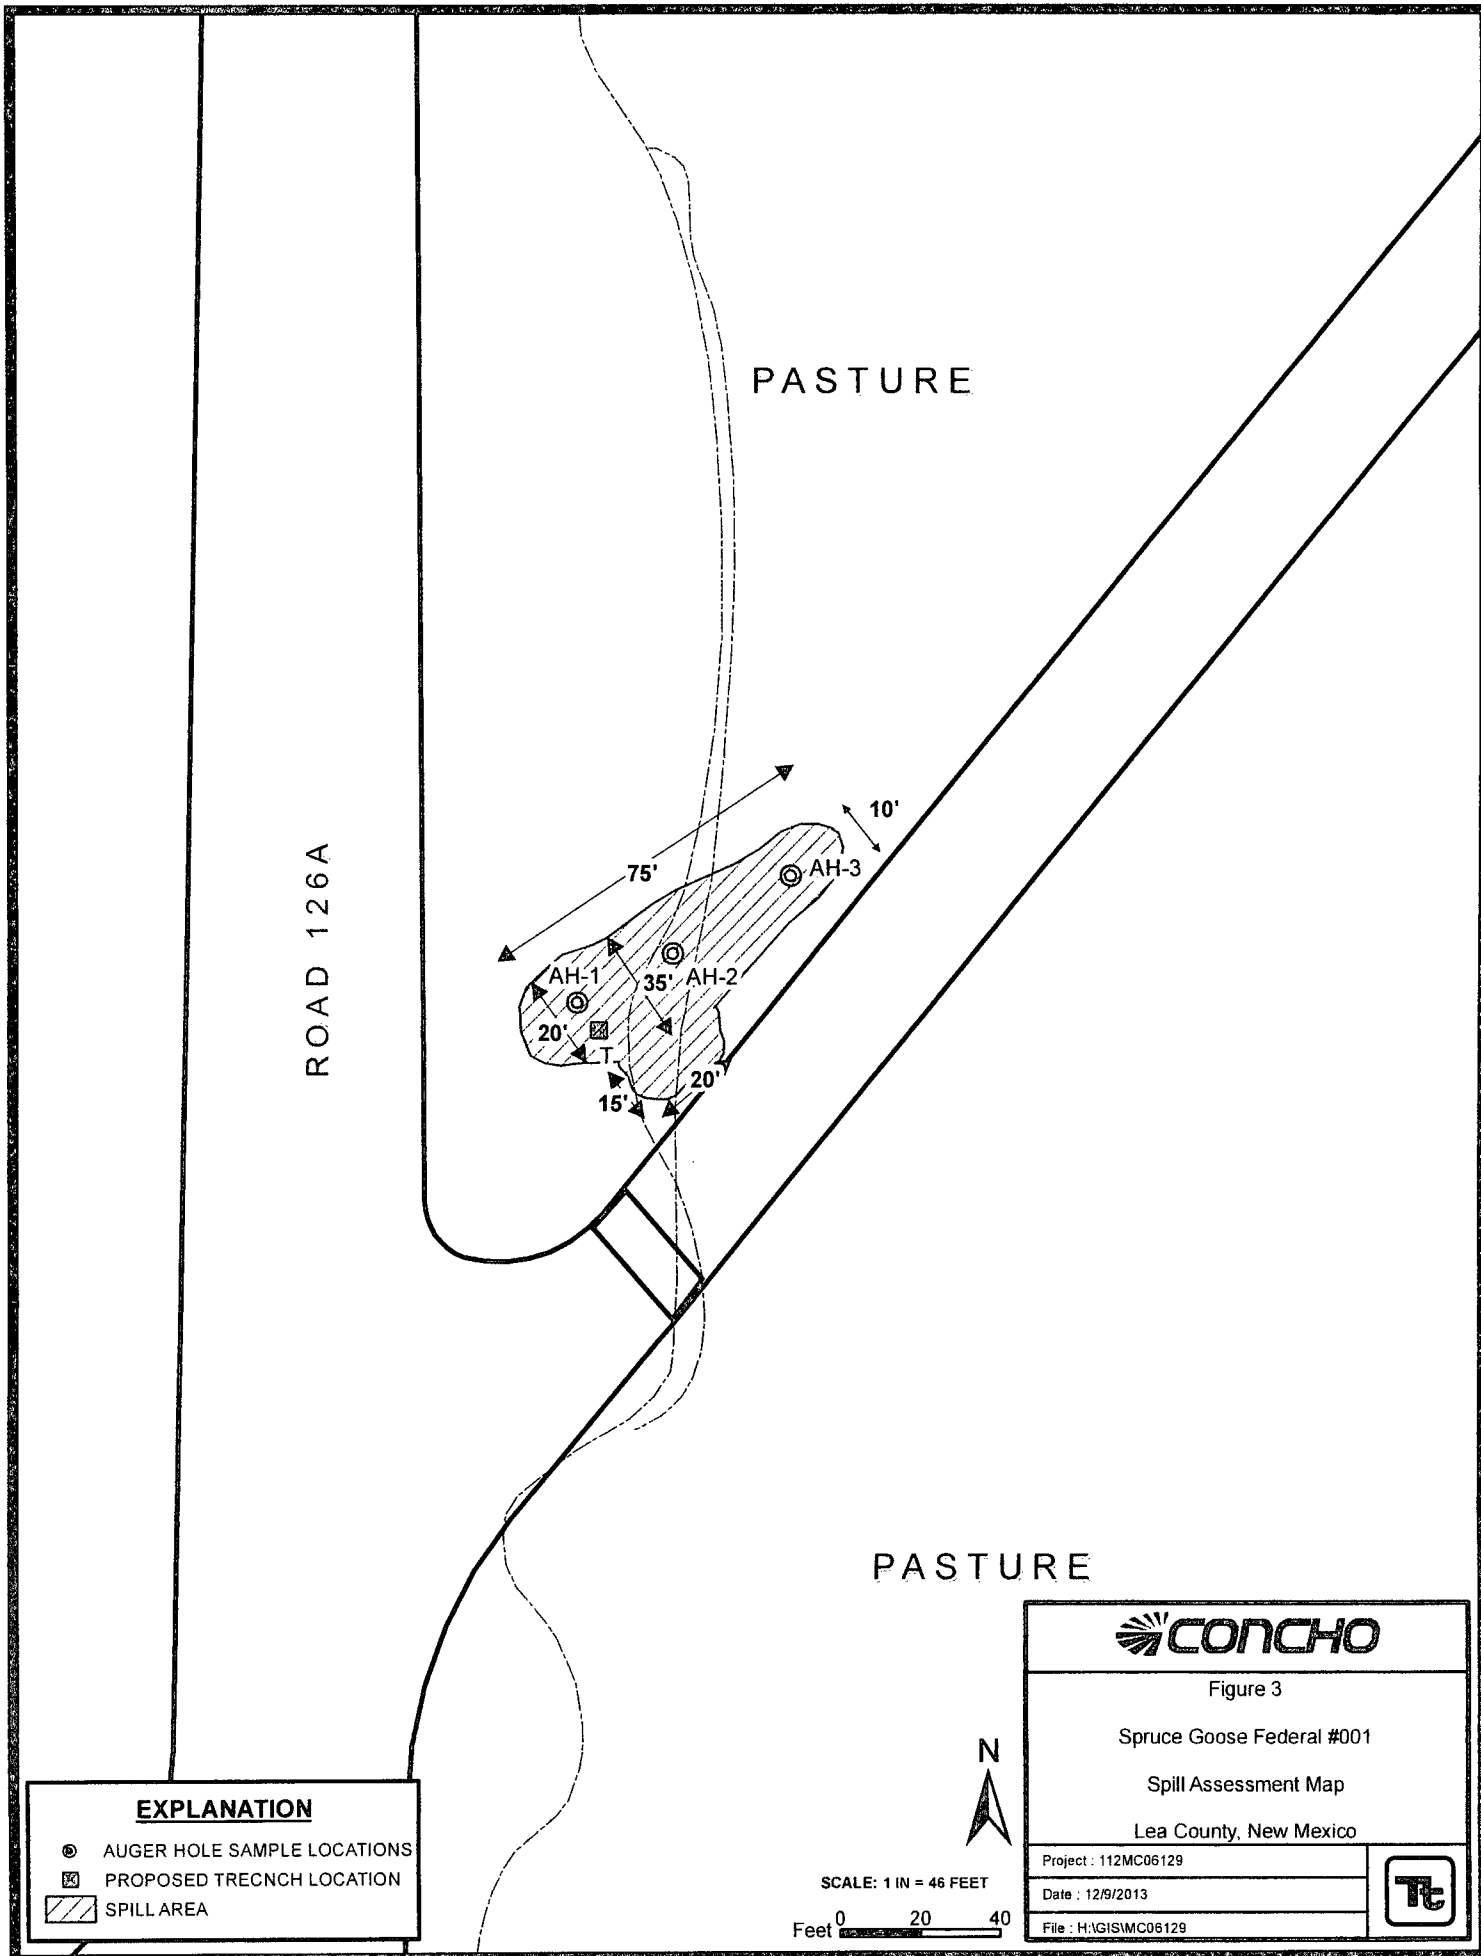 PASTURE
10'
75'
AH-3
ROAD 126A
AH-1
35'
AH-2
20'
T
20'
15'
PASTURE
CONCHO
Figure 3
Spruce Goose Federal #001
Spill Assessment Map
Lea County, New Mexico
Project : 112MC06129
Date : 12/9/2013
File : H:\GIS\MC06129
Tt
N
SCALE: 1 IN = 46 FEET
Feet 0 20 40
EXPLANATION
AUGER HOLE SAMPLE LOCATIONS
PROPOSED TRECNCH LOCATION
SPILL AREA